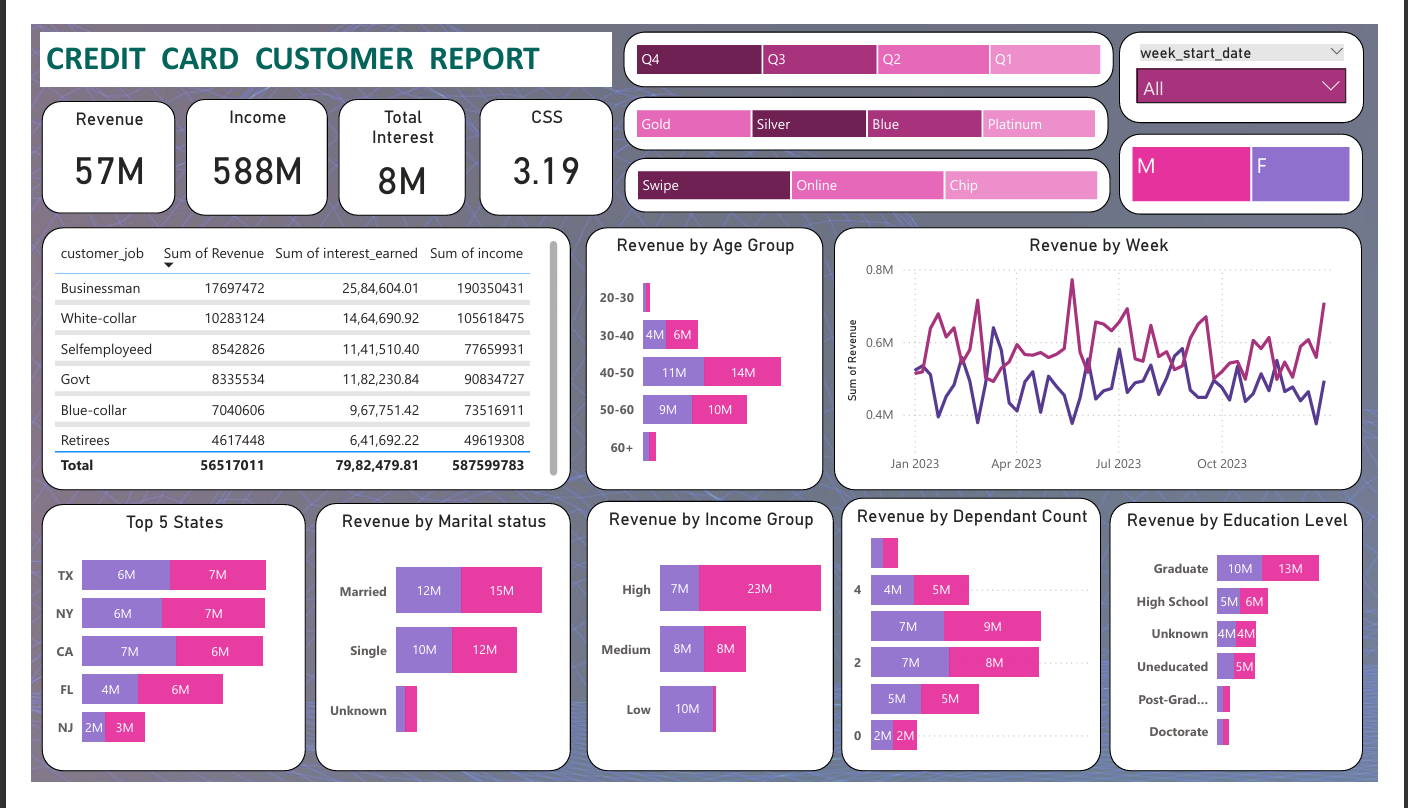 CREDIT CARD CUSTOMER REPORT
Q4 Q3 Q2 Q1
week_start_date
All
Revenue
57M
Income
588M
Total
Interest
8M
CSS
3.19
Gold Silver Blue Platinum
Swipe Online Chip
M F
customer_job Sum of Revenue Sum of interest_earned Sum of income
Businessman 17697472 25,84,604.01 190350431
White-collar 10283124 14,64,690.92 105618475
Selfemployeed 8542826 11,41,510.40 77659931
Govt 8335534 11,82,230.84 90834727
Blue-collar 7040606 9,67,751.42 73516911
Retirees 4617448 6,41,692.22 49619308
Total 56517011 79,82,479.81 587599783
Revenue by Age Group
20-30
30-40 4M 6M
40-50 11M 14M
50-60 9M 10M
60+
Revenue by Week
Sum of Revenue
0.8M
0.6M
0.4M
Jan 2023 Apr 2023 Jul 2023 Oct 2023
Top 5 States
TX 6M 7M
NY 6M 7M
CA 7M 6M
FL 4M 6M
NJ 2M 3M
Revenue by Marital status
Married 12M 15M
Single 10M 12M
Unknown
Revenue by Income Group
High 7M 23M
Medium 8M 8M
Low 10M
Revenue by Dependant Count
4 4M 5M
7M 9M
2 7M 8M
5M 5M
0 2M 2M
Revenue by Education Level
Graduate 10M 13M
High School 5M 6M
Unknown 4M 4M
Uneducated 5M
Post-Grad...
Doctorate